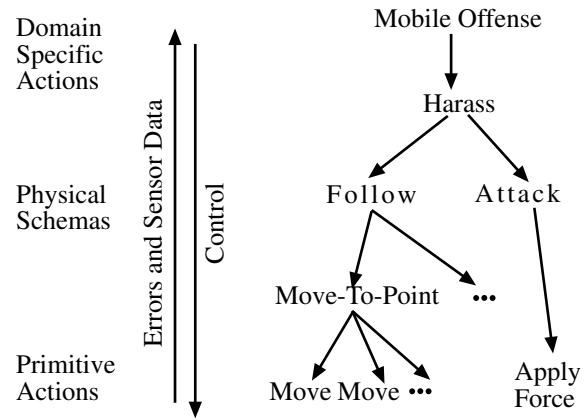 Domain
Specific
Actions
Mobile Offense
Harass
Errors and Sensor Data
Control
Physical
Schemas
Follow
Attack
Move-To-Point
•••
Primitive
Actions
Move Move •••
Apply
Force